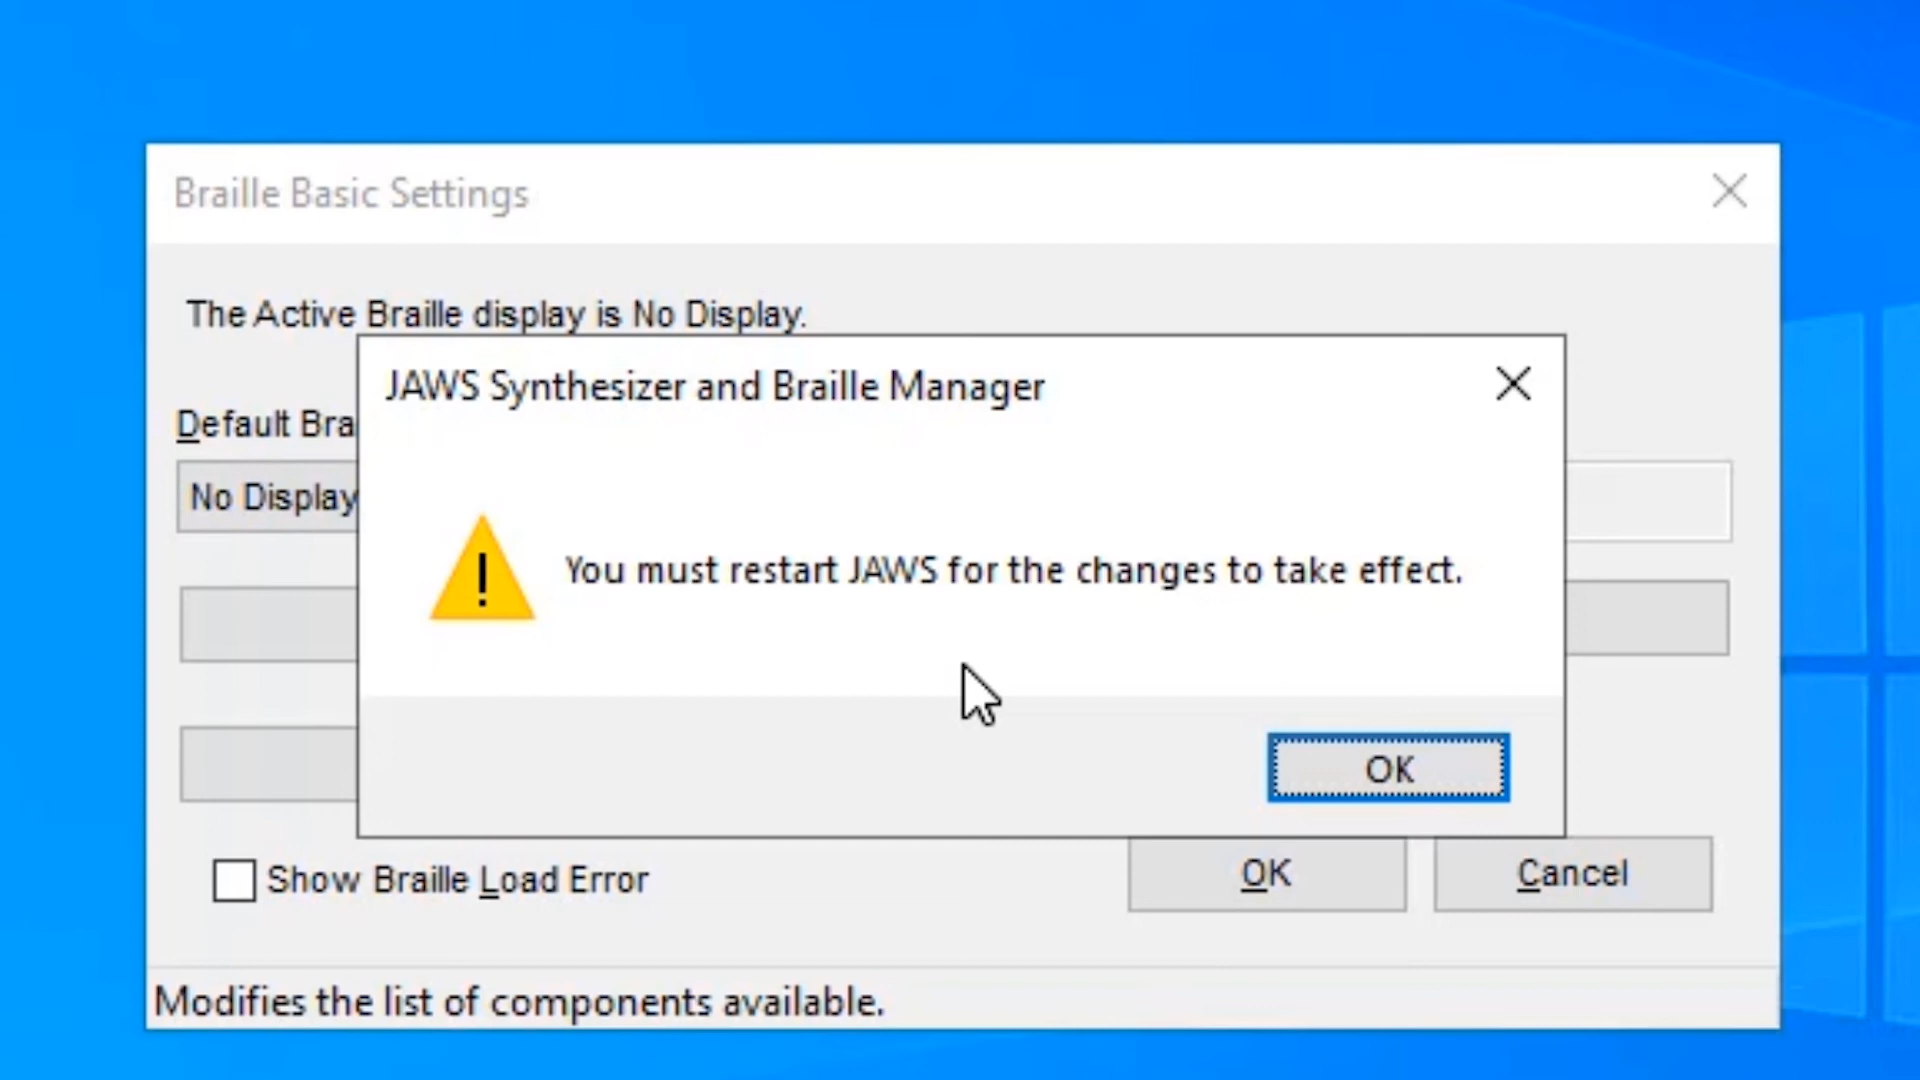 Braille Basic Settings
The Active Braille display is No Display.
JAWS Synthesizer and Braille Manager
Default Bra
No Display
You must restart JAWS for the changes to take effect.
OK
Show Braille Load Error
OK
Cancel
Modifies the list of components available.